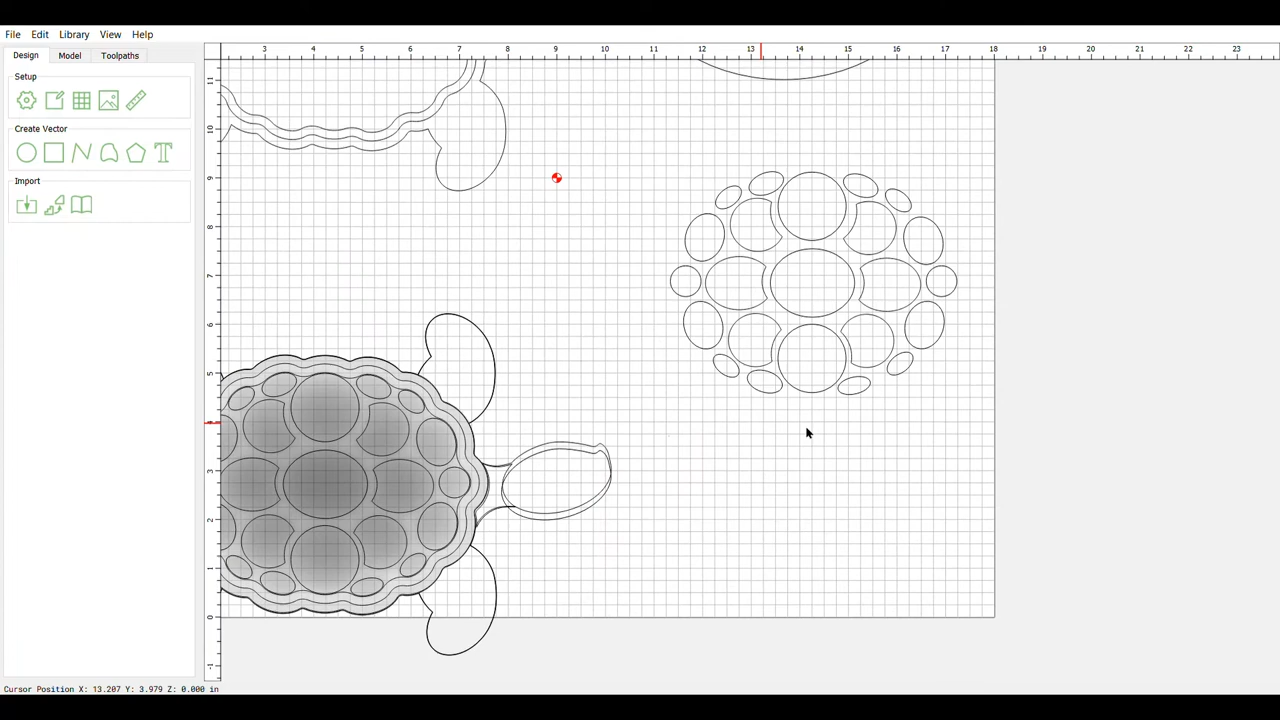 File Edit Library View Help
Design Model Toolpaths
3 4 5 6 7 8 9 10 11 12 13 14 15 16 17 18 19 20 21 22 23
Setup
Create Vector
Import
11
10
9
8
7
6
5
4
3
2
1
0
-1
Cursor Position X: 13.207 Y: 3.979 Z: 0.000 in